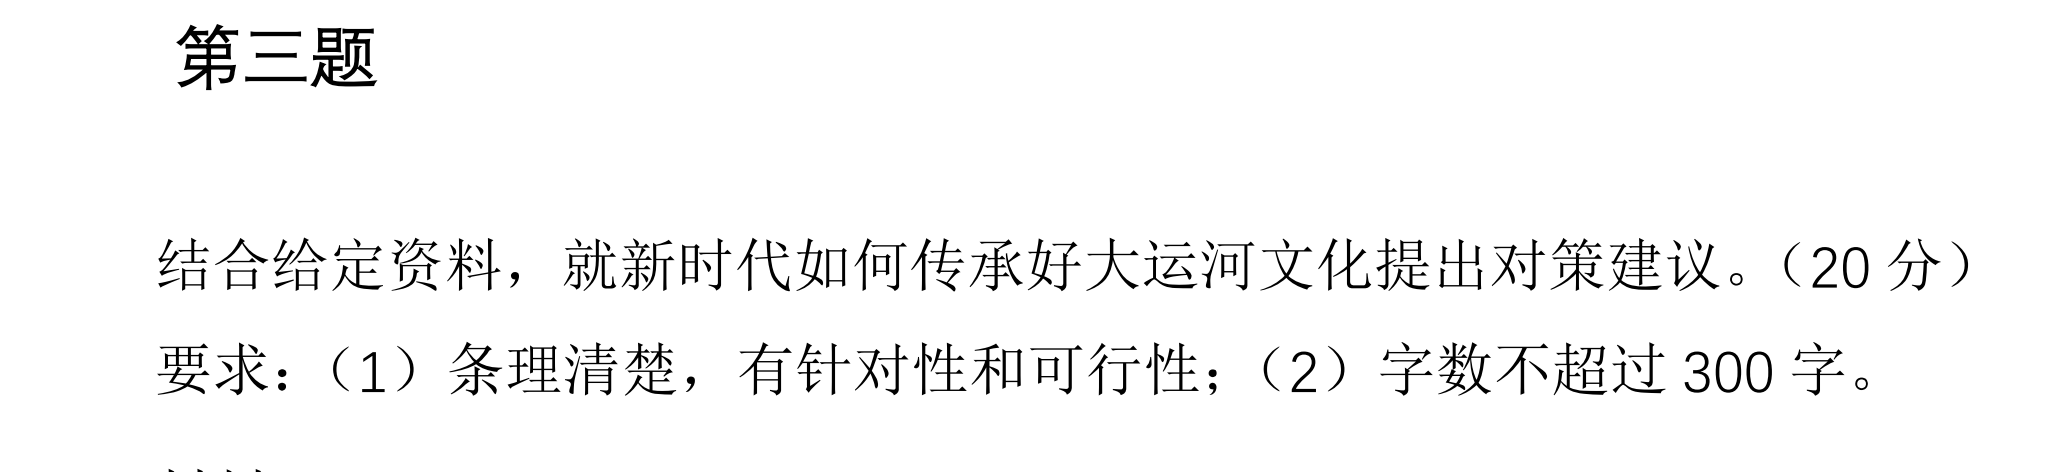 第三题
结合给定资料，就新时代如何传承好大运河文化提出对策建议。（20 分）
要求：（1）条理清楚，有针对性和可行性；（2）字数不超过 300 字。